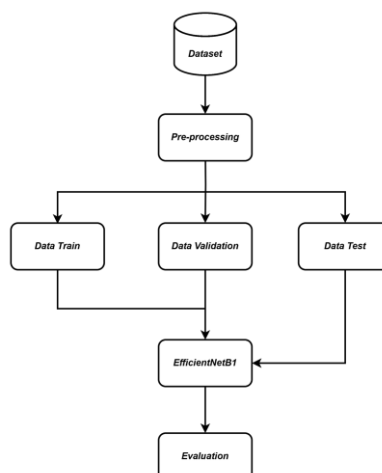 Dataset
Pre-processing
Data Train
Data Validation
Data Test
EfficientNetB1
Evaluation